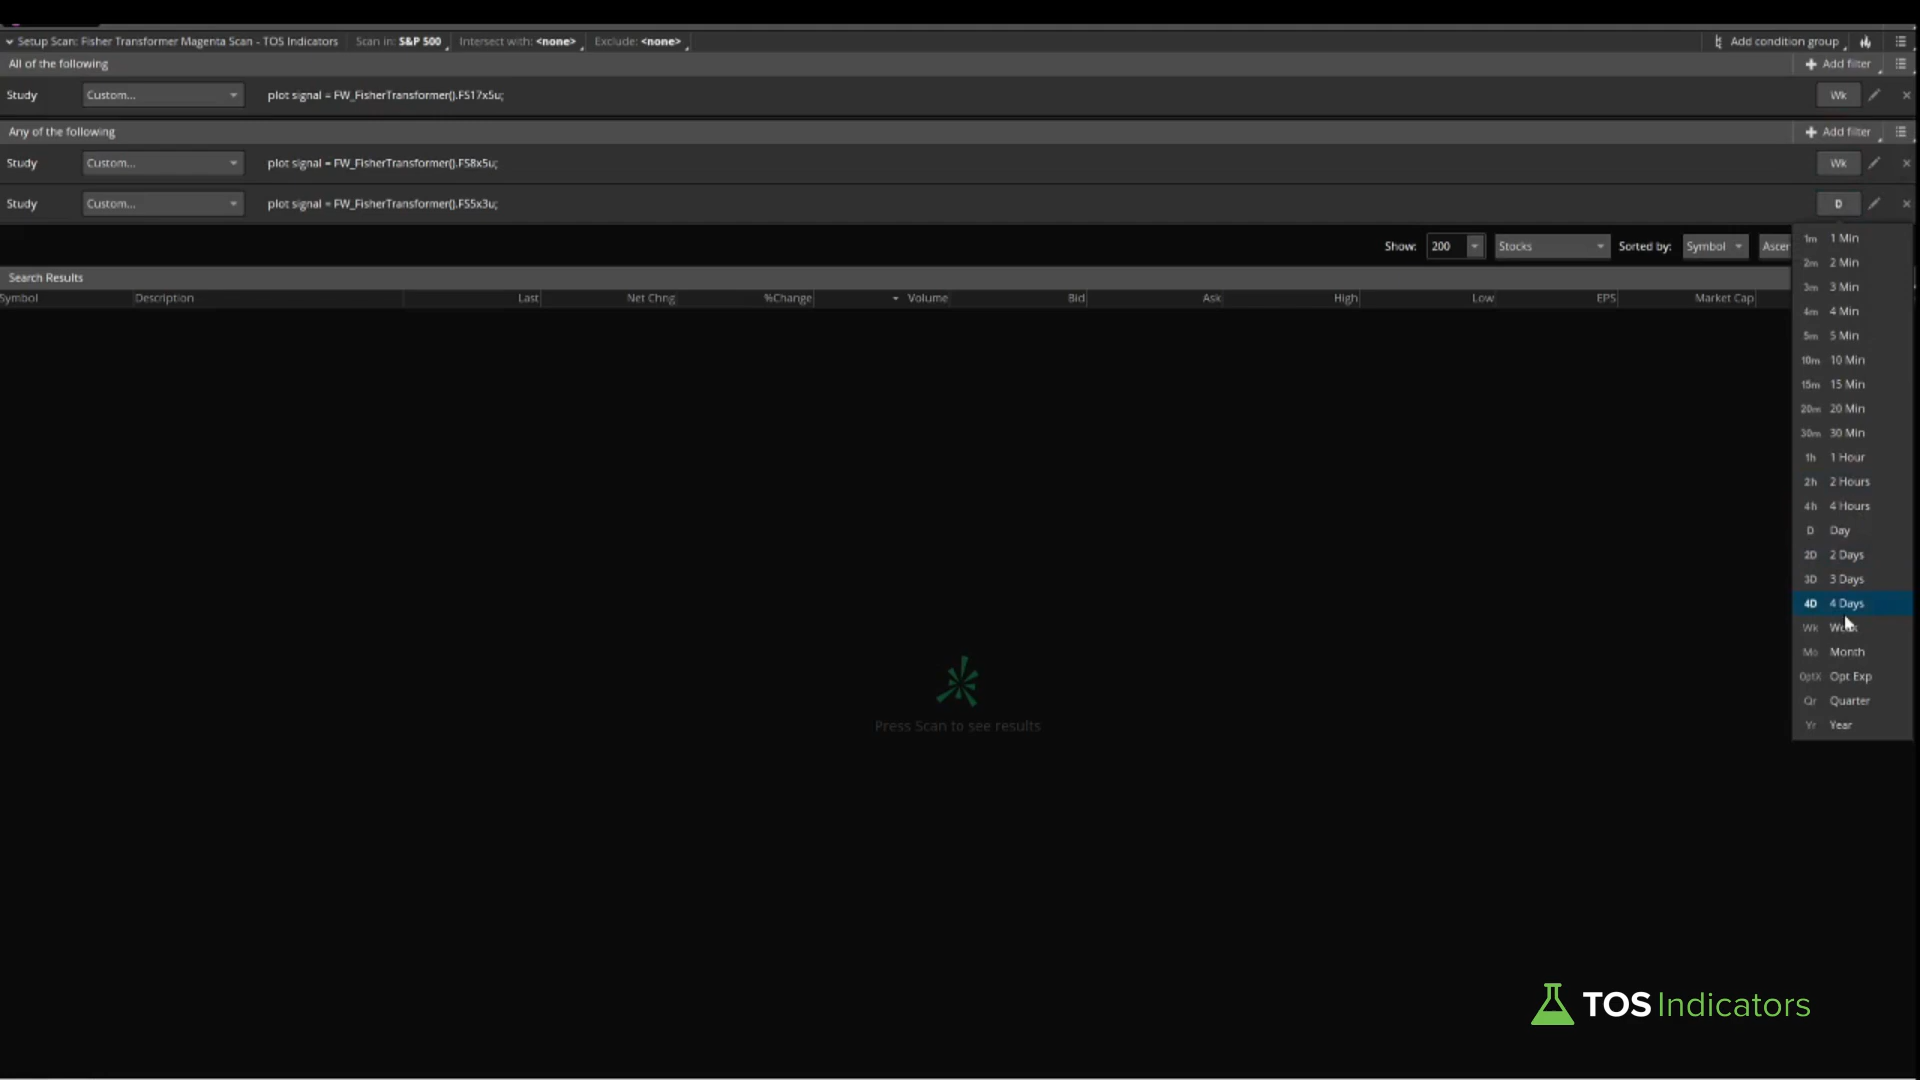 Setup Scan: Fisher Transformer Magenta Scan - TOS Indicators Scan in: S&P 500 Intersect with: <none> Exclude: <none> Add condition group
All of the following Add filter
Study Custom... plot signal = FW_FisherTransformer().FS17x5u; Wk
Any of the following Add filter
Study Custom... plot signal = FW_FisherTransformer().FS8x5u; Wk
Study Custom... plot signal = FW_FisherTransformer().FS5x3u; D
Show: 200 Stocks Sorted by: Symbol Ascer
Search Results
Symbol Description Last Net Chng %Change Volume Bid Ask High Low EPS Market Cap
1m 1 Min
2m 2 Min
3m 3 Min
4m 4 Min
5m 5 Min
10m 10 Min
15m 15 Min
20m 20 Min
30m 30 Min
1h 1 Hour
2h 2 Hours
4h 4 Hours
D Day
2D 2 Days
3D 3 Days
4D 4 Days
Wk Week
Mo Month
OptX Opt Exp
Qr Quarter
Yr Year
Press Scan to see results
TOS Indicators